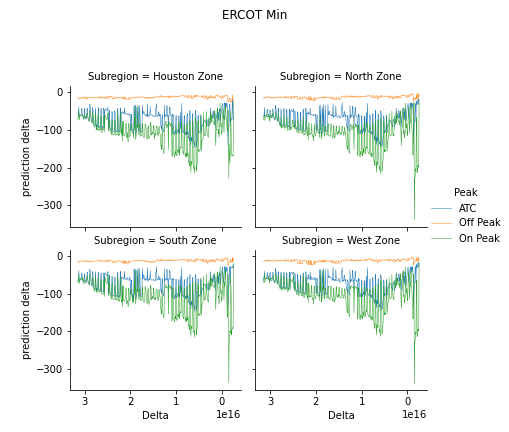 ERCOT Min
Subregion = Houston Zone
Subregion = North Zone
0
−100
−200
−300
prediction delta
Peak
ATC
Off Peak
On Peak
Subregion = South Zone
Subregion = West Zone
0
−100
−200
−300
prediction delta
3 2 1 0
1e16
Delta
3 2 1 0
1e16
Delta